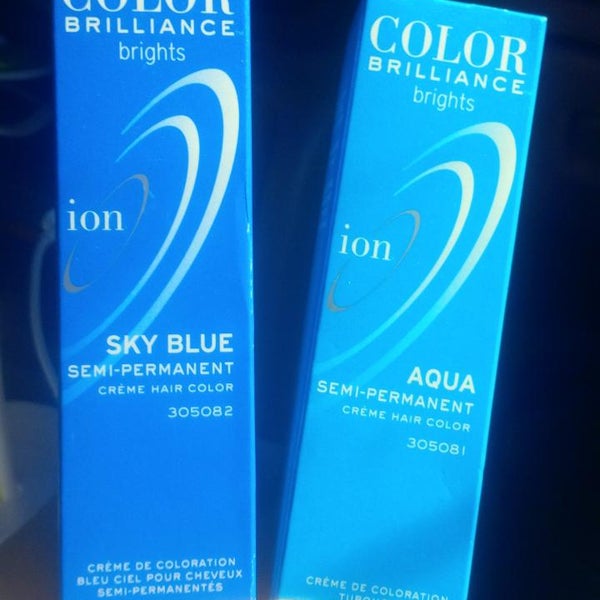 COLOR
BRILLIANCE
brights
ion
SKY BLUE
SEMI-PERMANENT
CRÈME HAIR COLOR
305082
CRÈME DE COLORATION
BLEU CIEL POUR CHEVEUX
SEMI-PERMANENTÉS
COLOR
BRILLIANCE
brights
ion
AQUA
SEMI-PERMANENT
CRÈME HAIR COLOR
305081
CRÈME DE COLORATION